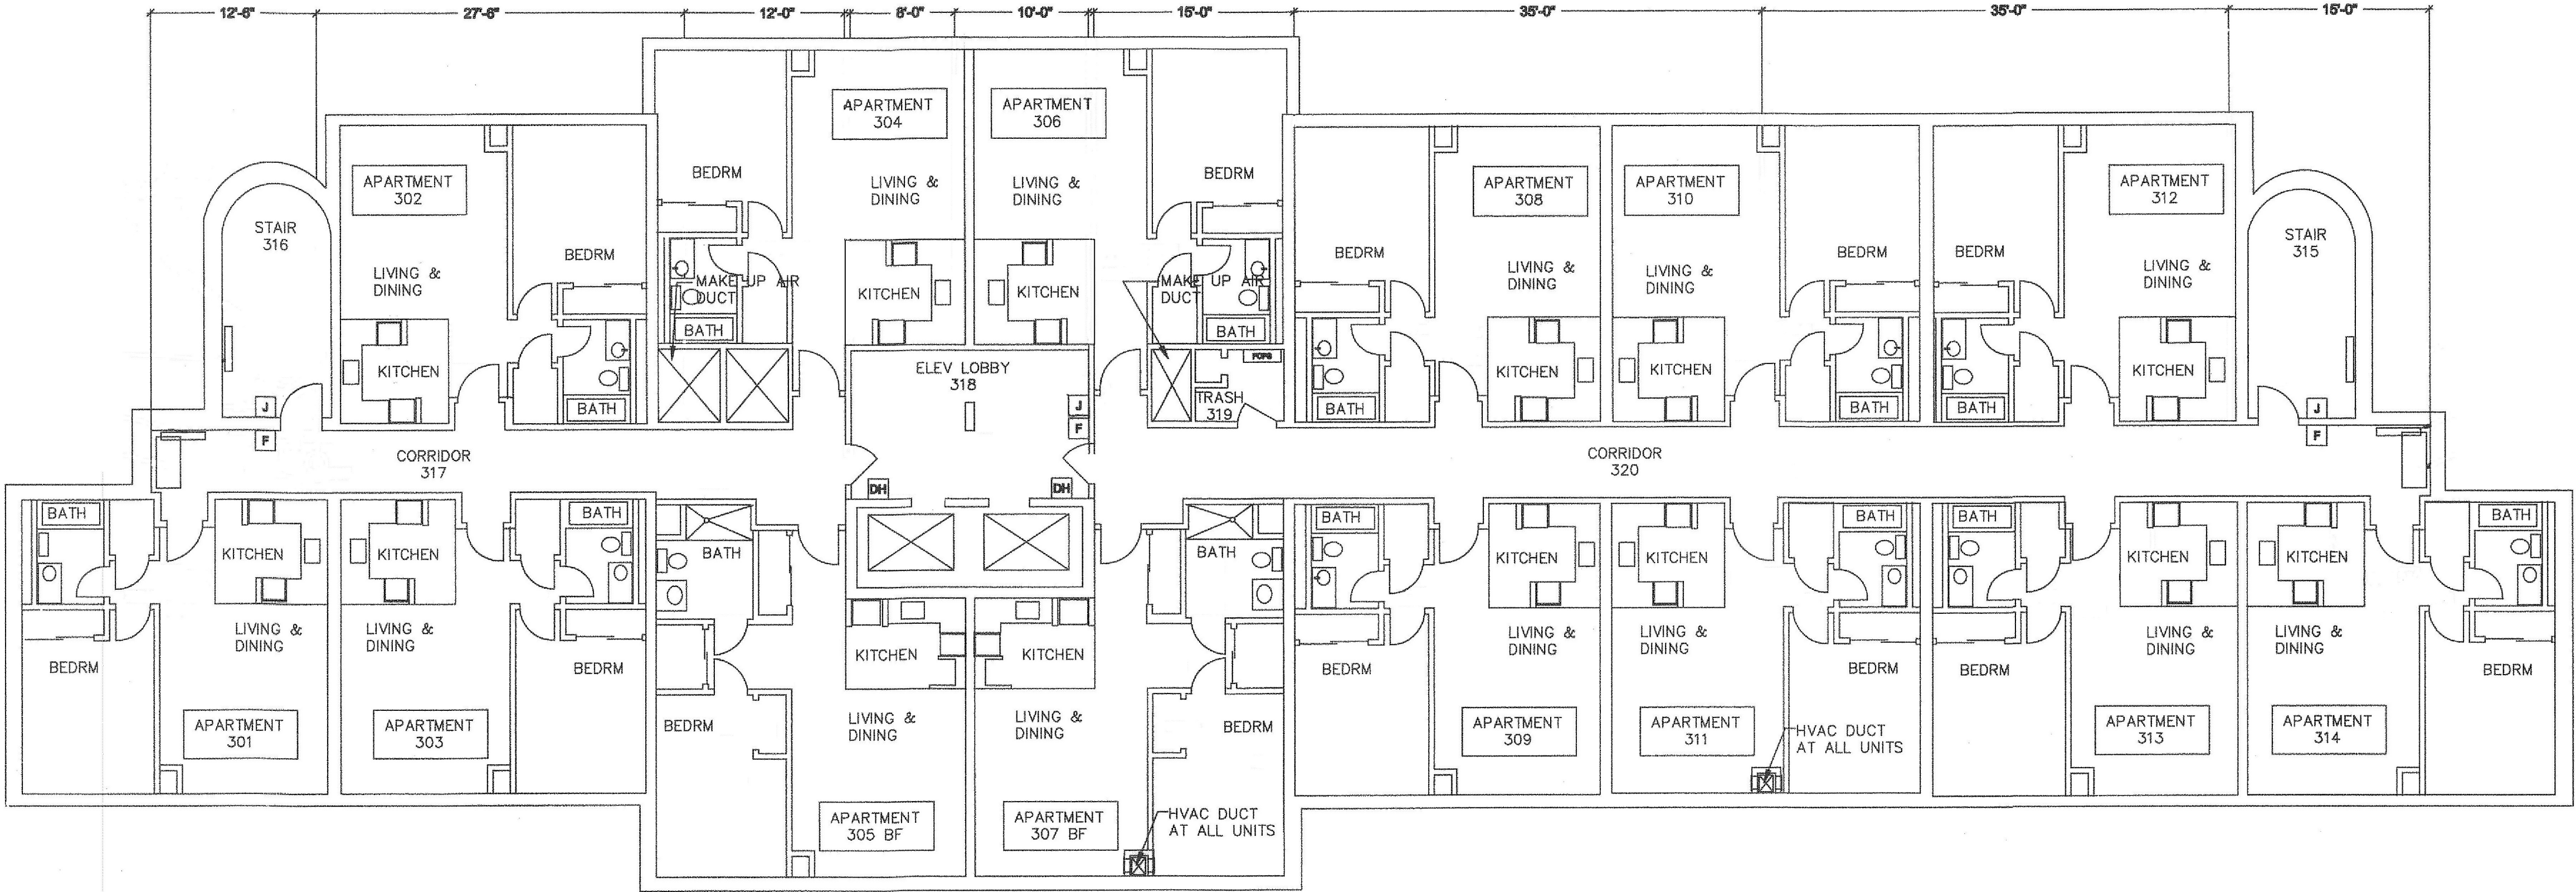 12'-6"
27'-6"
12'-0"
8'-0"
10'-0"
15'-0"
35'-0"
35'-0"
15'-0"
APARTMENT
304
APARTMENT
306
APARTMENT
302
BEDRM
LIVING &
DINING
LIVING &
DINING
BEDRM
APARTMENT
308
APARTMENT
310
APARTMENT
312
STAIR
316
BEDRM
LIVING &
DINING
MAKE UP AIR
DUCT
KITCHEN
KITCHEN
MAKE UP AIR
DUCT
BEDRM
LIVING &
DINING
LIVING &
DINING
BEDRM
BEDRM
LIVING &
DINING
STAIR
315
BATH
BATH
KITCHEN
BATH
ELEV LOBBY
318
TRASH
319
KITCHEN
BATH
KITCHEN
BATH
KITCHEN
BATH
J
F
J
F
J
F
CORRIDOR
317
CORRIDOR
320
DH
DH
BATH
KITCHEN
KITCHEN
BATH
BATH
BATH
BATH
KITCHEN
KITCHEN
BATH
BATH
KITCHEN
KITCHEN
BATH
BEDRM
LIVING &
DINING
LIVING &
DINING
BEDRM
KITCHEN
KITCHEN
BEDRM
LIVING &
DINING
LIVING &
DINING
BEDRM
BEDRM
LIVING &
DINING
LIVING &
DINING
BEDRM
APARTMENT
301
APARTMENT
303
BEDRM
LIVING &
DINING
LIVING &
DINING
BEDRM
APARTMENT
309
APARTMENT
311
HVAC DUCT
AT ALL UNITS
APARTMENT
313
APARTMENT
314
APARTMENT
305 BF
APARTMENT
307 BF
HVAC DUCT
AT ALL UNITS